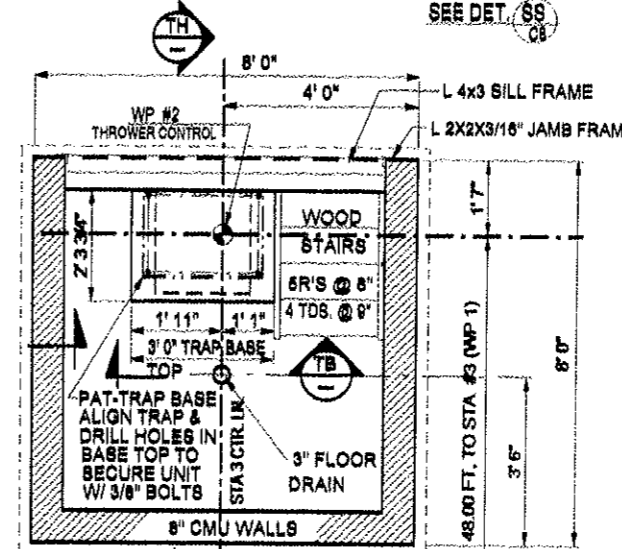 SEE DET. SS
C8
TH
8' 0"
4' 0"
L 4x3 SILL FRAME
WP #2
THROWER CONTROL
L 2X2X3/16" JAMB FRAM
1' 7"
2' 3 3/4"
WOOD
STAIRS
5R'S @ 8"
4 TDS. @ 9"
1' 11"
1' 1"
3' 0" TRAP BASE
TOP
TB
48.00 FT. TO STA #3 (WP 1)
8' 0"
3' 6"
PAT-TRAP BASE
ALIGN TRAP &
DRILL HOLES IN
BASE TOP TO
SECURE UNIT
W/ 3/8" BOLTS
STA 3 CTR. LN
3" FLOOR
DRAIN
8" CMU WALLS